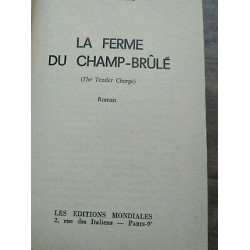 LA FERME
DU CHAMP-BRÛLÉ
(The Tender Charge)
Roman
LES EDITIONS MONDIALES
2, rue des Italiens — PARIS-9e